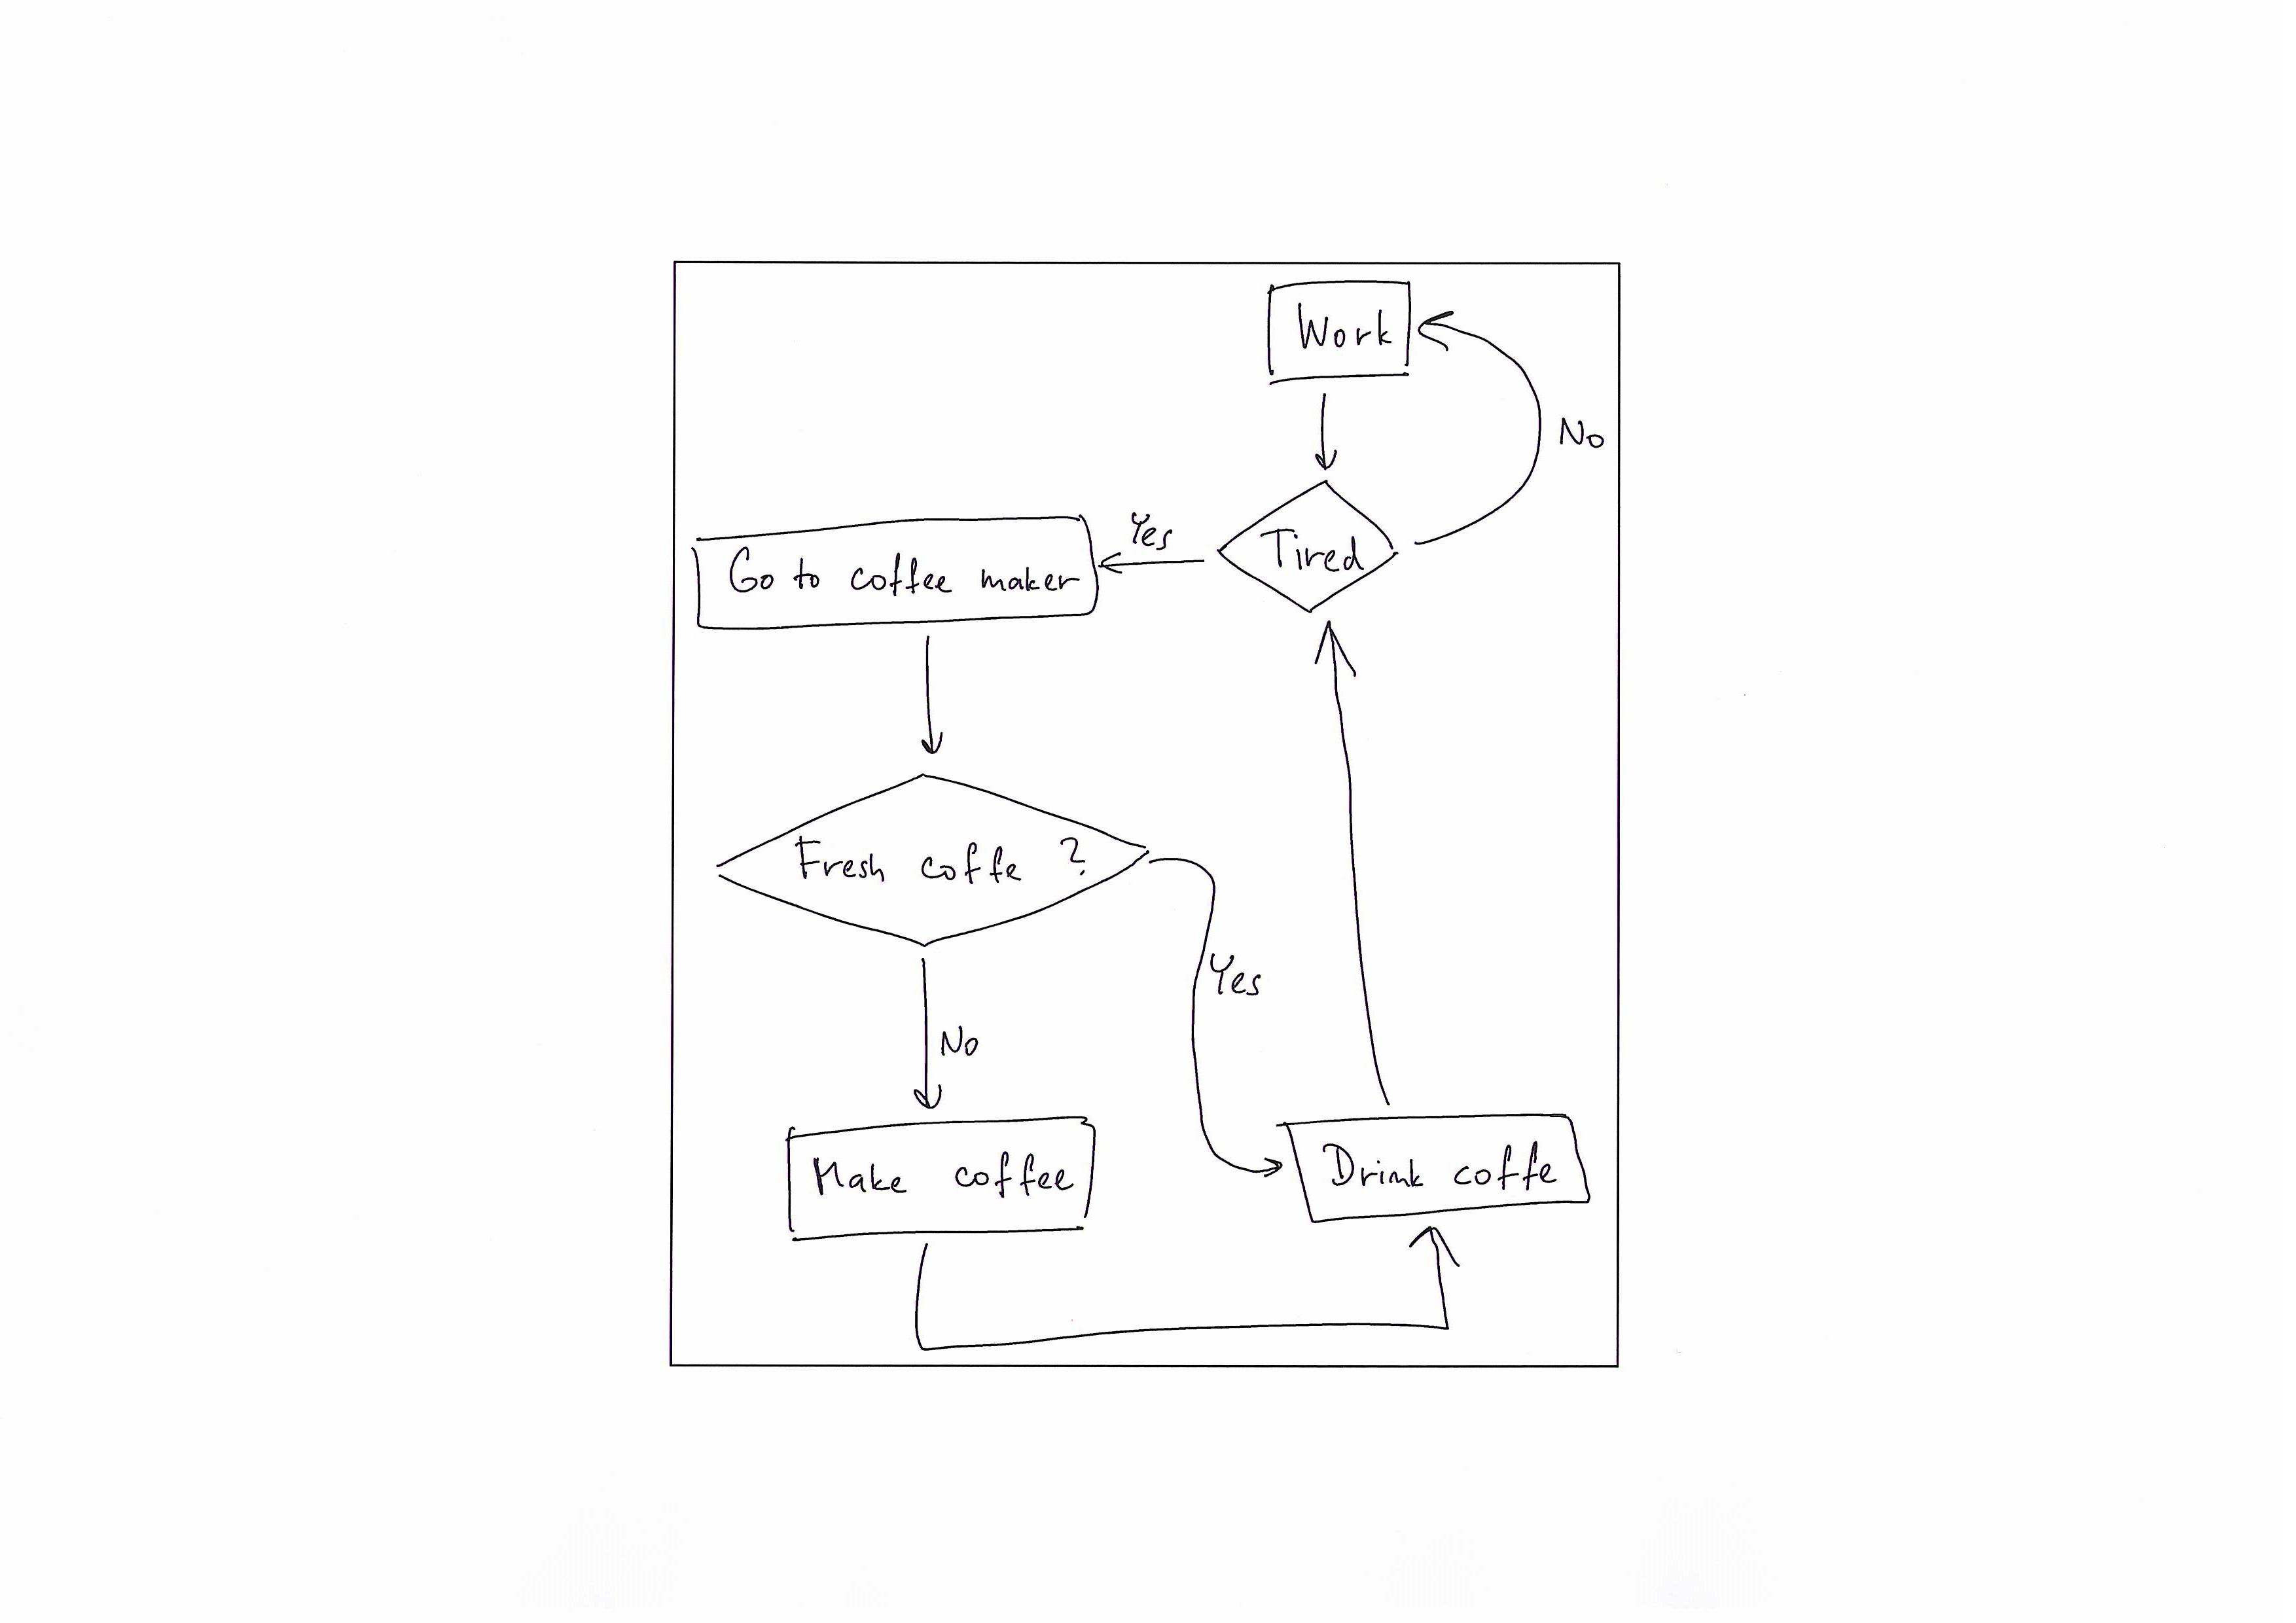 Work
No
Tired
Yes
Go to coffee maker
Fresh coffe ?
Yes
No
Make coffee
Drink coffe